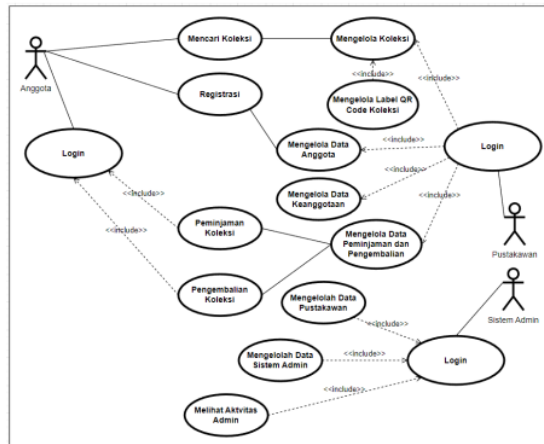 Mencari Koleksi
Mengelola Koleksi
Anggota
<<include>>
<<include>>
Registrasi
Mengelola Label QR
Code Koleksi
Login
Mengelola Data
Anggota
<<include>>
Login
<<include>>
Mengelola Data
Keanggotaan
<<include>>
<<include>>
Peminjaman
Koleksi
Mengelola Data
Peminjaman dan
Pengembalian
<<include>>
Pustakawan
Pengembalian
Koleksi
Mengelolah Data
Pustakawan
Sistem Admin
<<include>>
Mengelolah Data
Sistem Admin
<<include>>
Login
<<include>>
Melihat Aktvitas
Admin